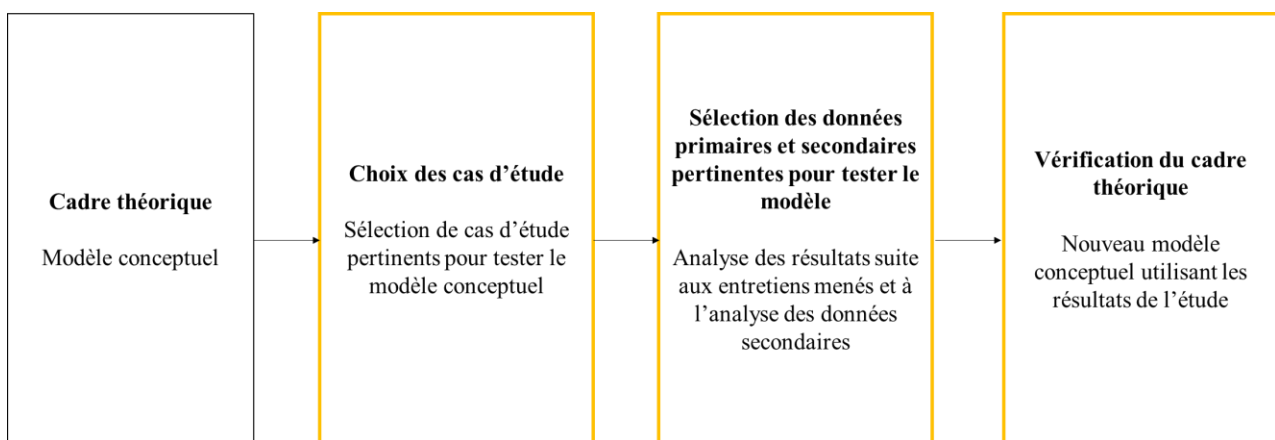 Cadre théorique
Modèle conceptuel
Choix des cas d’étude
Sélection de cas d’étude
pertinents pour tester le
modèle conceptuel
Sélection des données
primaires et secondaires
pertinentes pour tester le
modèle
Analyse des résultats suite
aux entretiens menés et à
l’analyse des données
secondaires
Vérification du cadre
théorique
Nouveau modèle
conceptuel utilisant les
résultats de l’étude